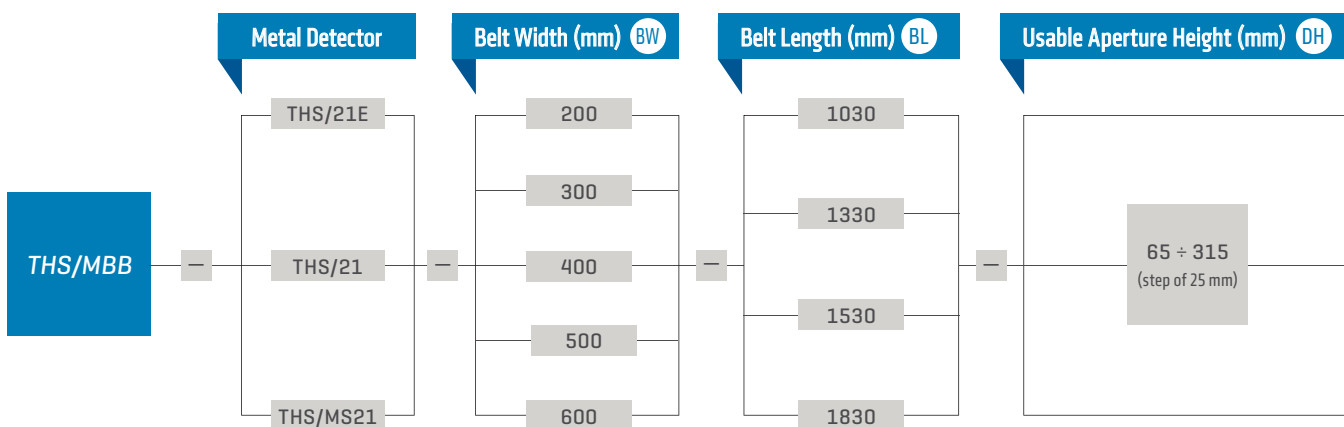 Metal Detector
Belt Width (mm) BW
Belt Length (mm) BL
Usable Aperture Height (mm) DH
THS/MBB
—
THS/21E
THS/21
THS/MS21
—
200
300
400
500
600
—
1030
1330
1530
1830
—
65 ÷ 315
(step of 25 mm)